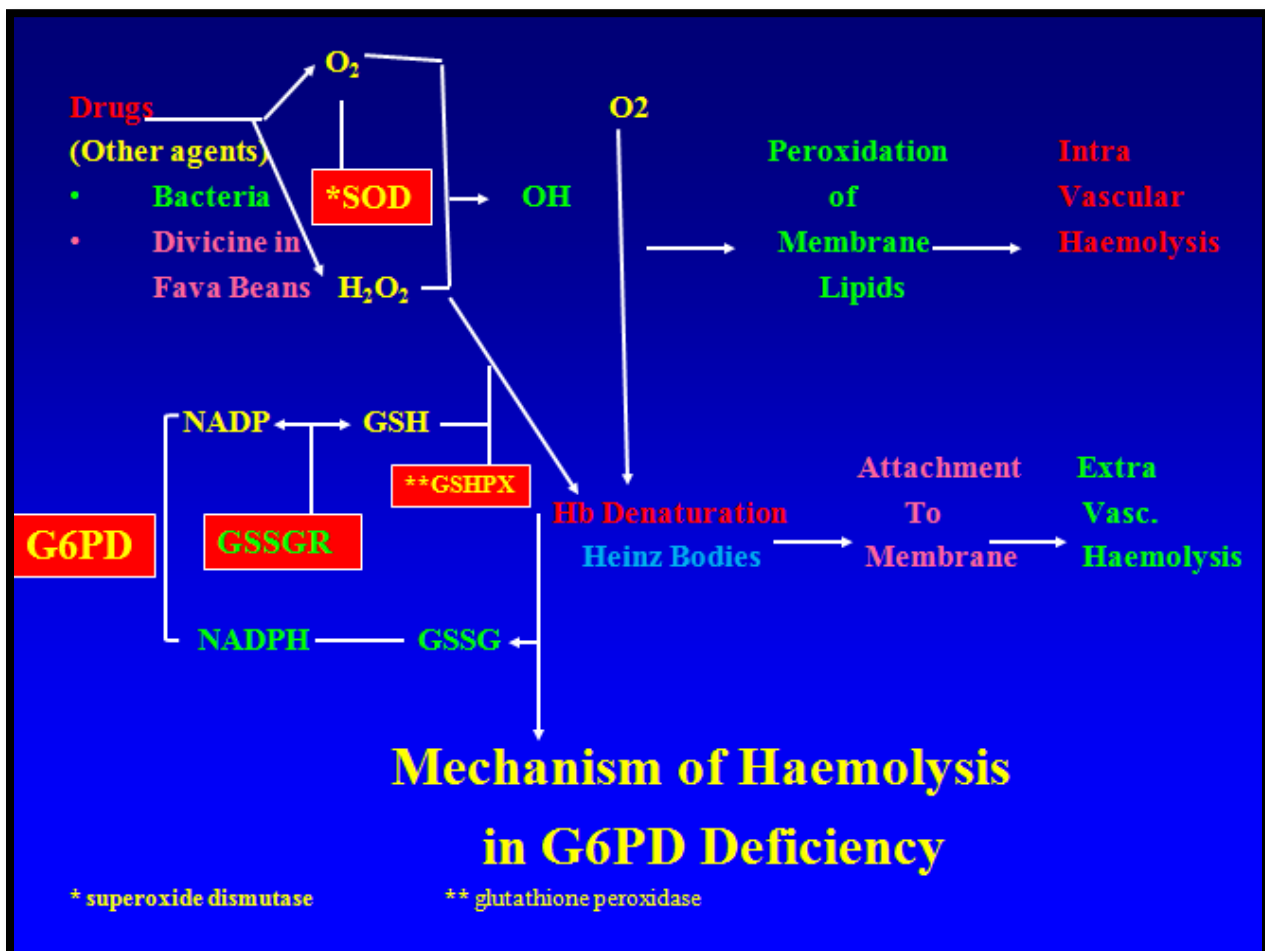 O₂
Drugs
(Other agents)
• Bacteria
• Divicine in
Fava Beans
*SOD
H₂O₂
OH
O2
Peroxidation
of
Membrane
Lipids
Intra
Vascular
Haemolysis
NADP
GSH
**GSHPX
G6PD
GSSGR
NADPH
GSSG
Hb Denaturation
Heinz Bodies
Attachment
To
Membrane
Extra
Vasc.
Haemolysis
Mechanism of Haemolysis
in G6PD Deficiency
* superoxide dismutase
** glutathione peroxidase